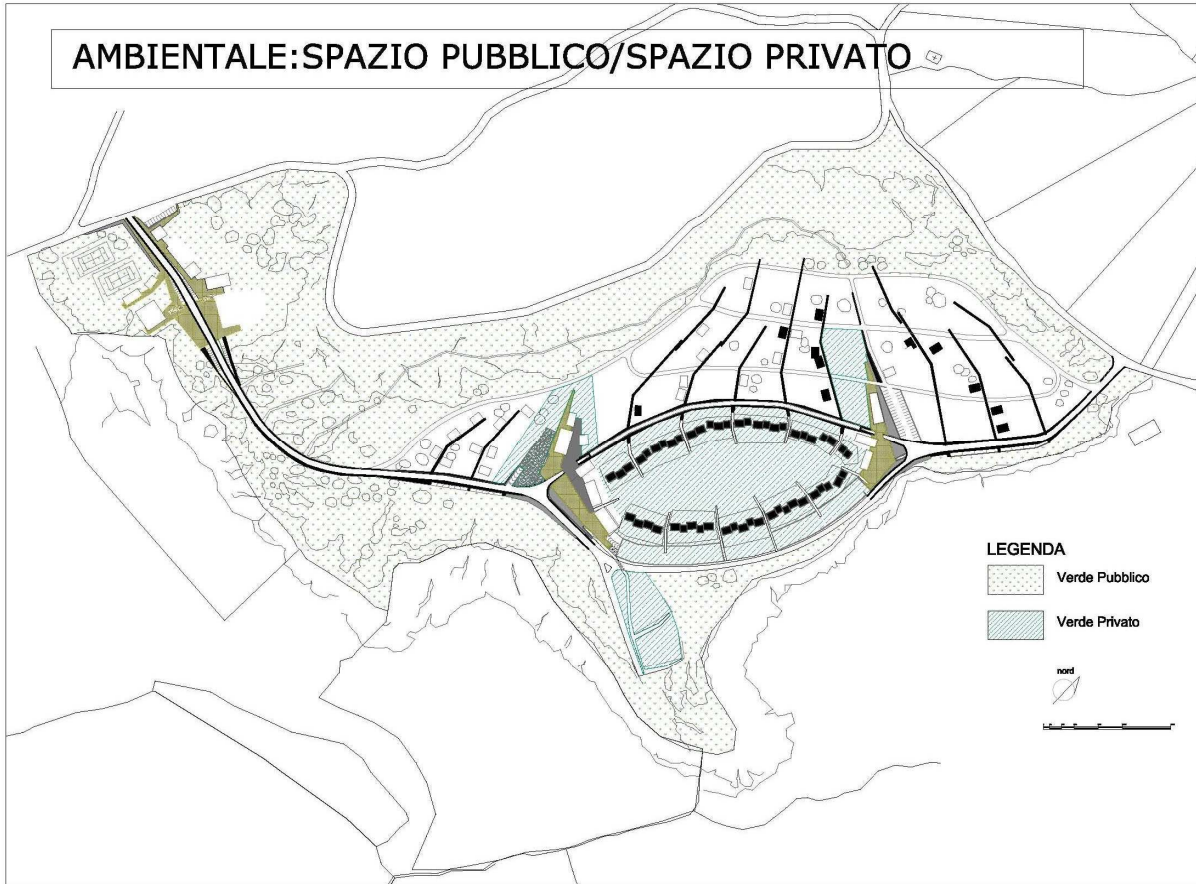 AMBIENTALE:SPAZIO PUBBLICO/SPAZIO PRIVATO
LEGENDA
Verde Pubblico
Verde Privato
nord